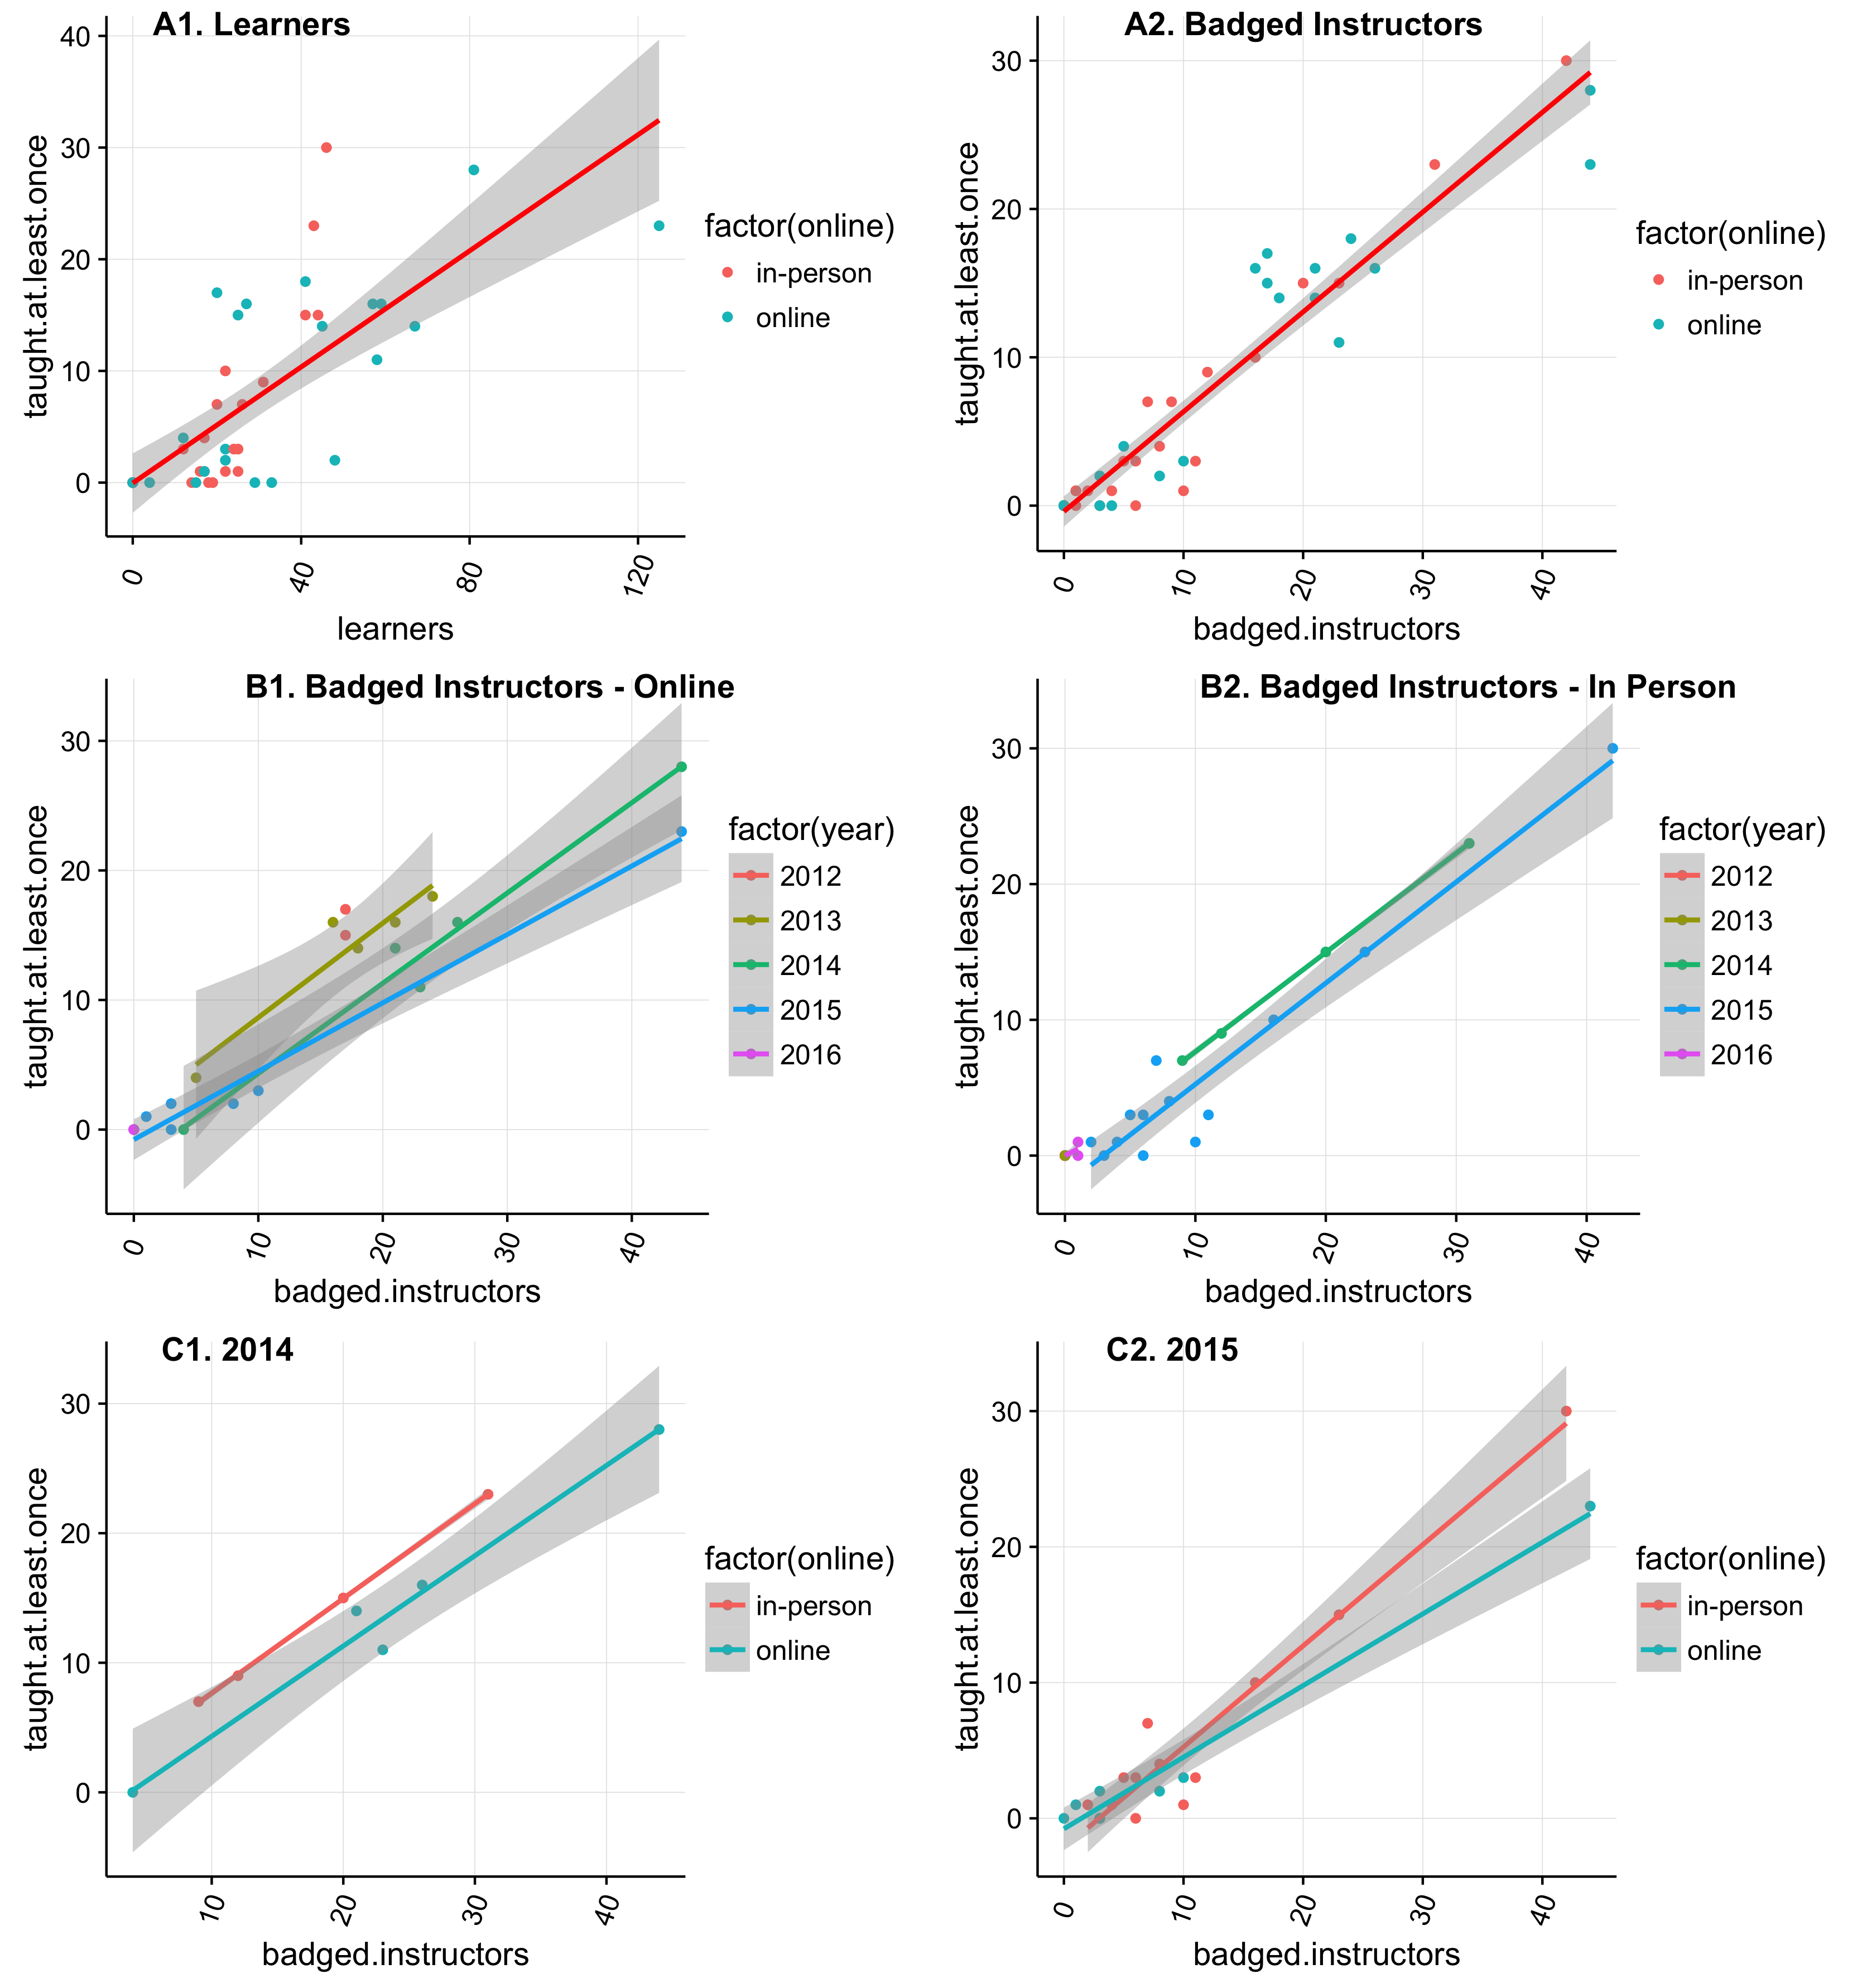 A1. Learners
40
30
20
10
0
taught.at.least.once
0 40 80 120
learners
factor(online)
in-person
online
A2. Badged Instructors
30
20
10
0
taught.at.least.once
0 10 20 30 40
badged.instructors
factor(online)
in-person
online
B1. Badged Instructors - Online
30
20
10
0
taught.at.least.once
0 10 20 30 40
badged.instructors
factor(year)
2012
2013
2014
2015
2016
B2. Badged Instructors - In Person
30
20
10
0
taught.at.least.once
0 10 20 30 40
badged.instructors
factor(year)
2012
2013
2014
2015
2016
C1. 2014
30
20
10
0
taught.at.least.once
10 20 30 40
badged.instructors
factor(online)
in-person
online
C2. 2015
30
20
10
0
taught.at.least.once
0 10 20 30 40
badged.instructors
factor(online)
in-person
online